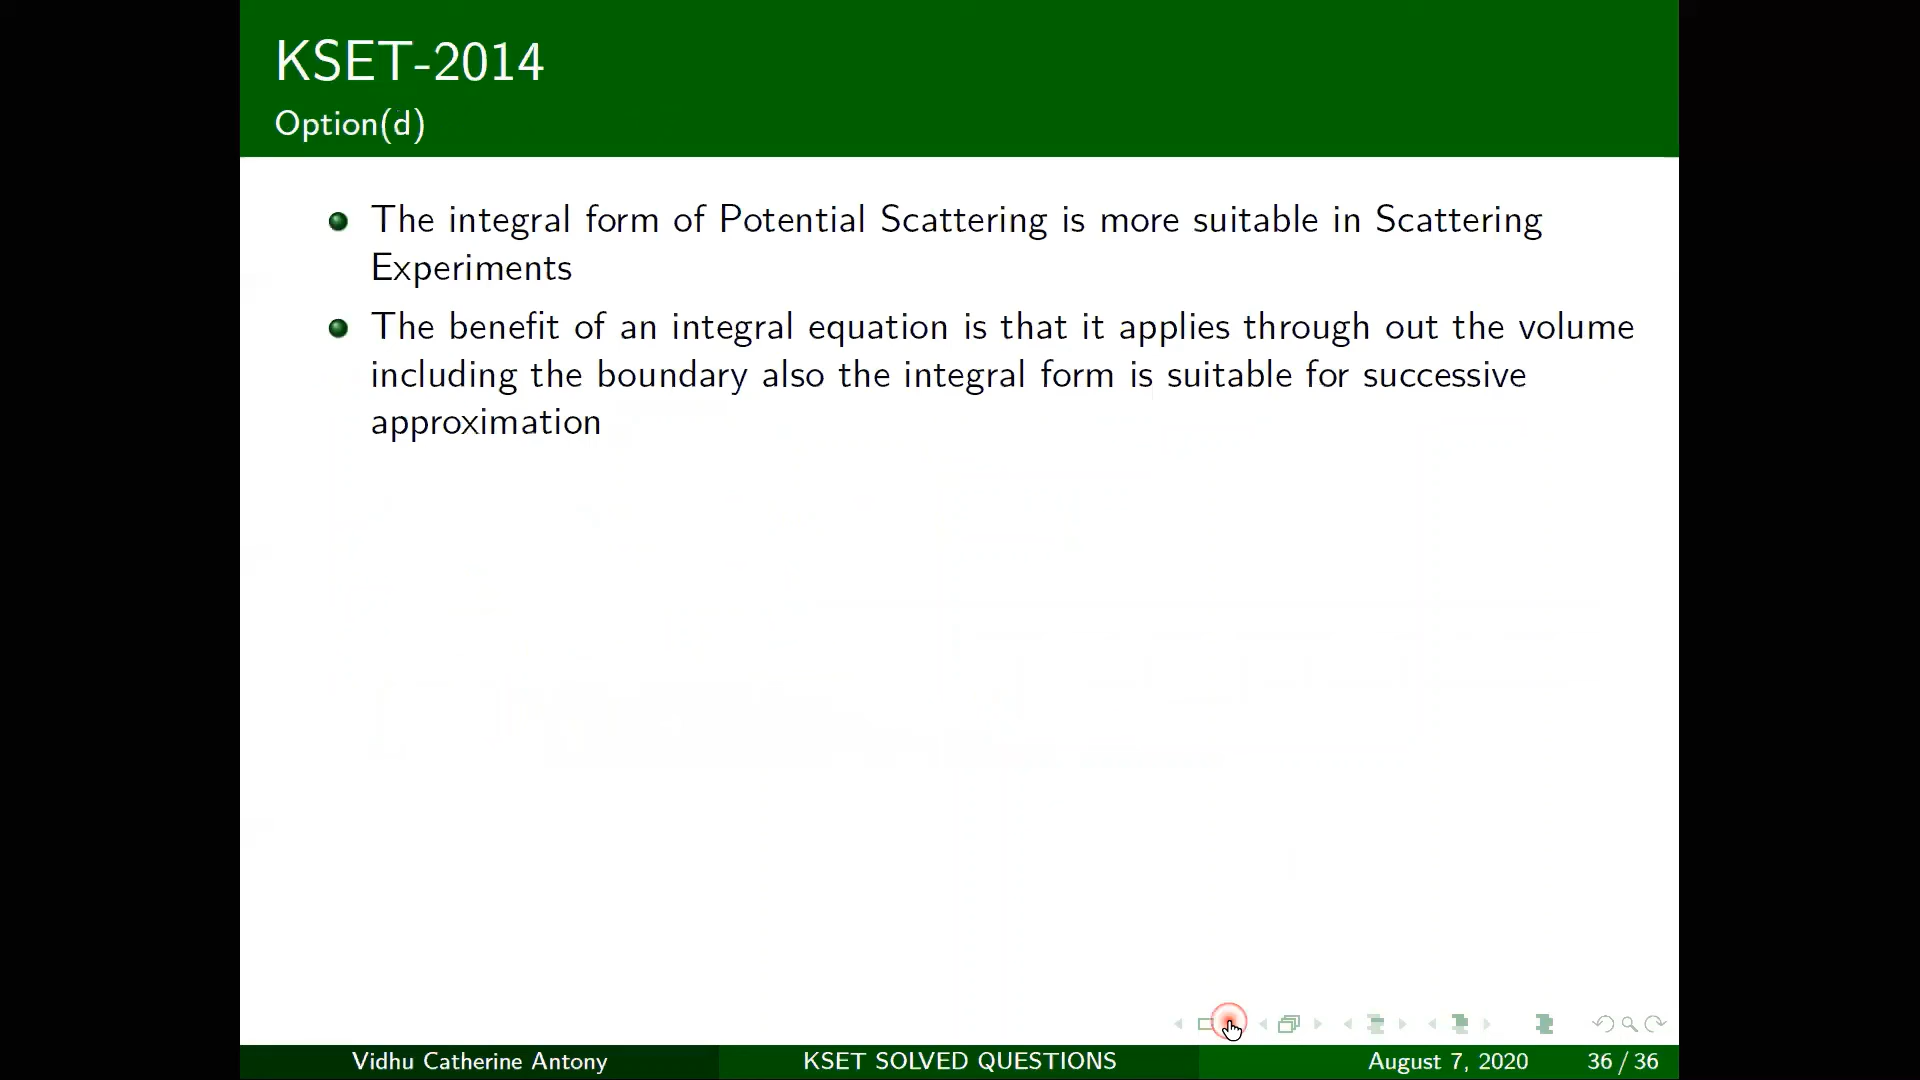 KSET-2014
Option(d)
The integral form of Potential Scattering is more suitable in Scattering
Experiments
The benefit of an integral equation is that it applies through out the volume
including the boundary also the integral form is suitable for successive
approximation
Vidhu Catherine Antony KSET SOLVED QUESTIONS August 7, 2020 36 / 36